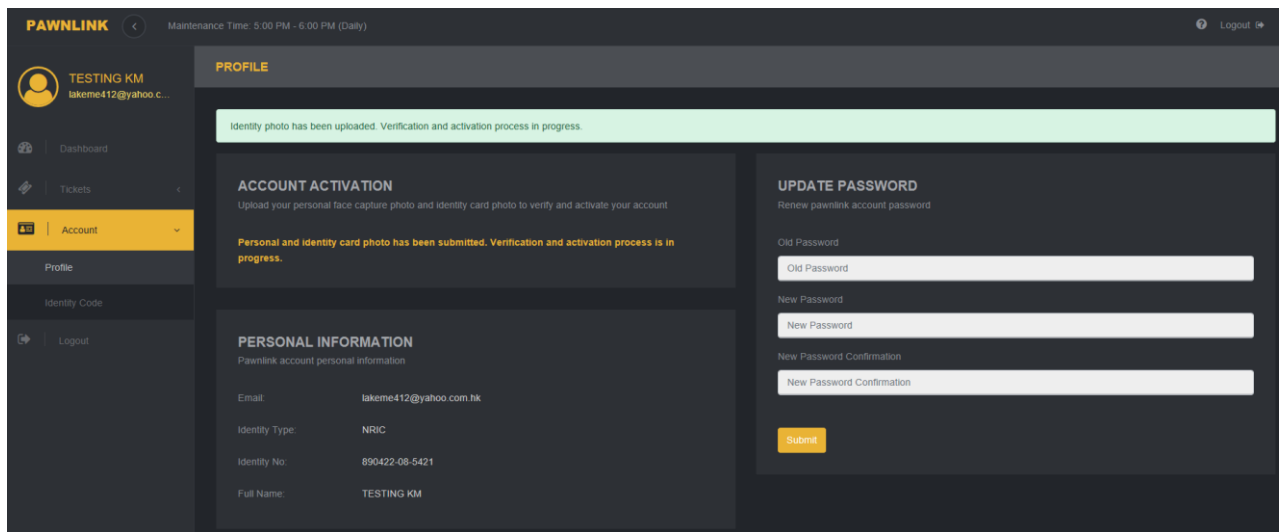 PAWNLINK
Maintenance Time: 5:00 PM - 6:00 PM (Daily)
Logout
TESTING KM
lakeme412@yahoo.c...
Dashboard
Tickets
Account
Profile
Identity Code
Logout
PROFILE
Identity photo has been uploaded. Verification and activation process in progress.
ACCOUNT ACTIVATION
Upload your personal face capture photo and identity card photo to verify and activate your account
Personal and identity card photo has been submitted. Verification and activation process is in
progress.
PERSONAL INFORMATION
Pawnlink account personal information
Email: lakeme412@yahoo.com.hk
Identity Type: NRIC
Identity No: 890422-08-5421
Full Name: TESTING KM
UPDATE PASSWORD
Renew pawnlink account password
Old Password
Old Password
New Password
New Password
New Password Confirmation
New Password Confirmation
Submit